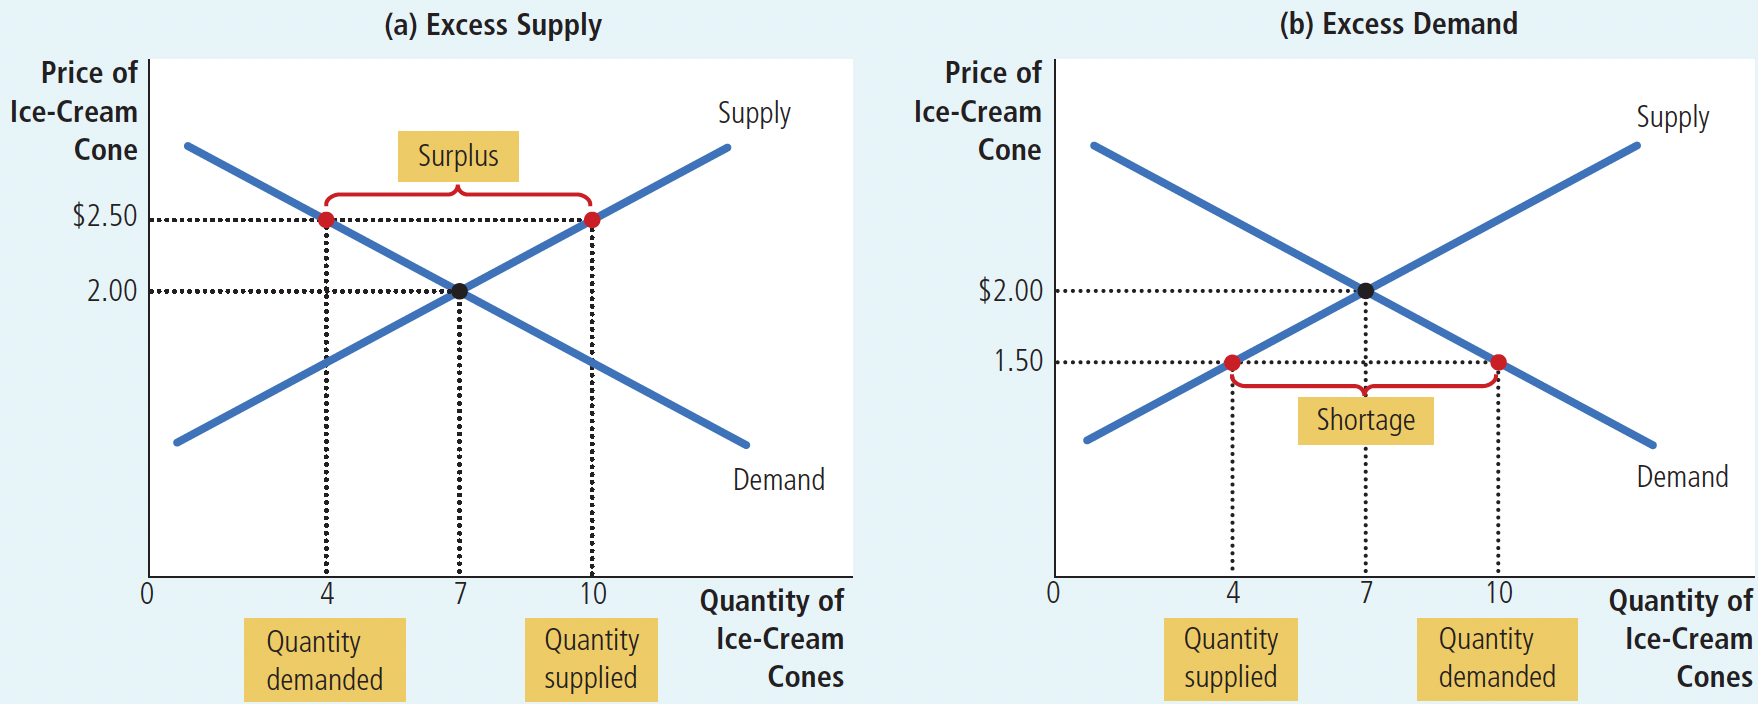 (a) Excess Supply
Price of
Ice-Cream
Cone
Supply
Surplus
$2.50
2.00
Demand
0
4
7
10
Quantity of
Ice-Cream
Cones
Quantity
demanded
Quantity
supplied
(b) Excess Demand
Price of
Ice-Cream
Cone
Supply
$2.00
1.50
Shortage
Demand
0
4
7
10
Quantity of
Ice-Cream
Cones
Quantity
supplied
Quantity
demanded